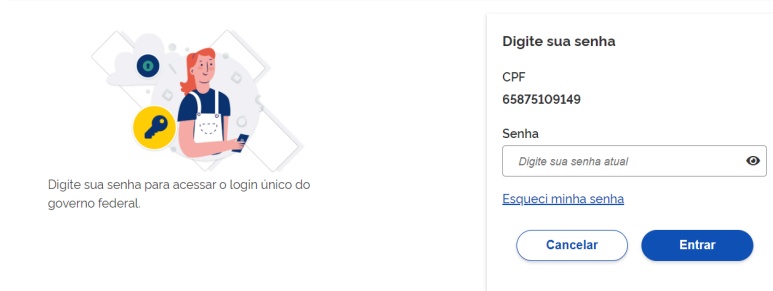 Digite sua senha para acessar o login único do
governo federal.
Digite sua senha
CPF
65875109149
Senha
Digite sua senha atual
Esqueci minha senha
Cancelar
Entrar